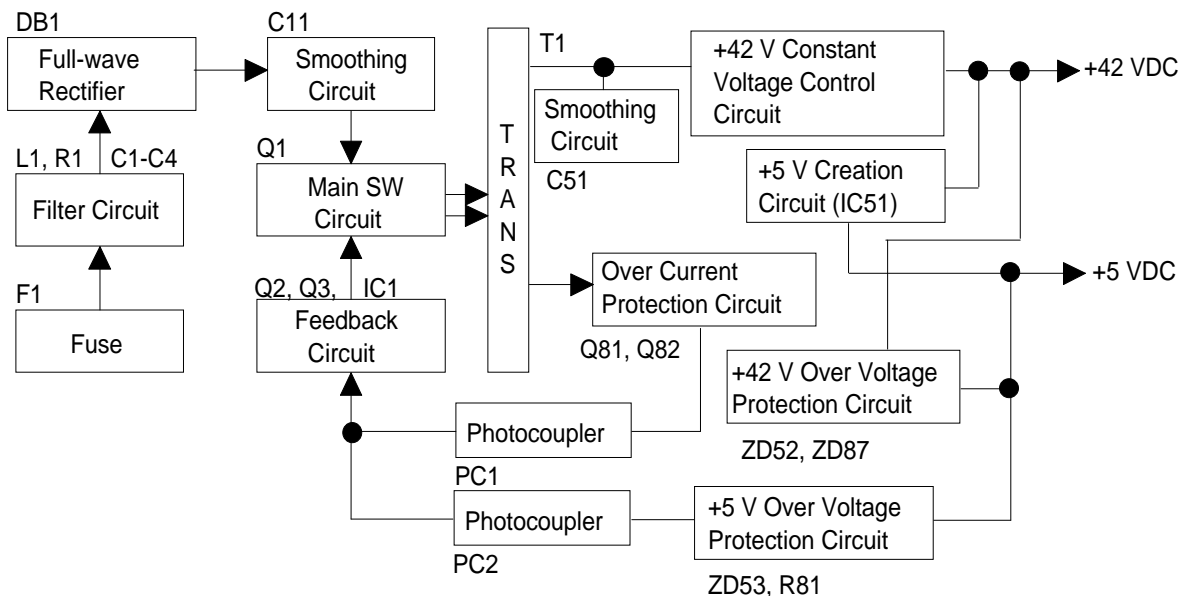 DB1
Full-wave
Rectifier
C11
Smoothing
Circuit
T1
+42 V Constant
Voltage Control
Circuit
+42 VDC
Smoothing
Circuit
C51
L1, R1
C1-C4
Filter Circuit
Q1
Main SW
Circuit
T
R
A
N
S
+5 V Creation
Circuit (IC51)
+5 VDC
F1
Fuse
Q2, Q3,
IC1
Feedback
Circuit
Over Current
Protection Circuit
Q81, Q82
+42 V Over Voltage
Protection Circuit
ZD52, ZD87
Photocoupler
PC1
Photocoupler
PC2
+5 V Over Voltage
Protection Circuit
ZD53, R81